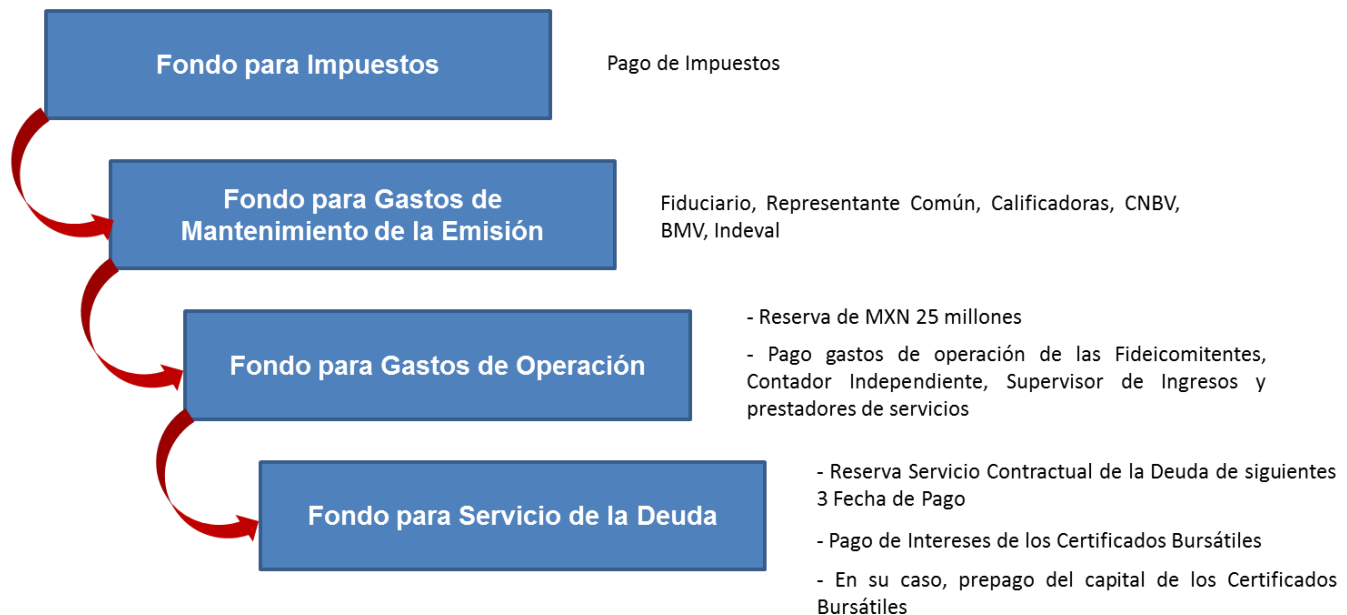 Fondo para Impuestos
Pago de Impuestos
Fondo para Gastos de
Mantenimiento de la Emisión
Fiduciario, Representante Común, Calificadoras, CNBV,
BMV, Indeval
Fondo para Gastos de Operación
- Reserva de MXN 25 millones
- Pago gastos de operación de las Fideicomitentes,
Contador Independiente, Supervisor de Ingresos y
prestadores de servicios
Fondo para Servicio de la Deuda
- Reserva Servicio Contractual de la Deuda de siguientes
3 Fecha de Pago
- Pago de Intereses de los Certificados Bursátiles
- En su caso, prepago del capital de los Certificados
Bursátiles